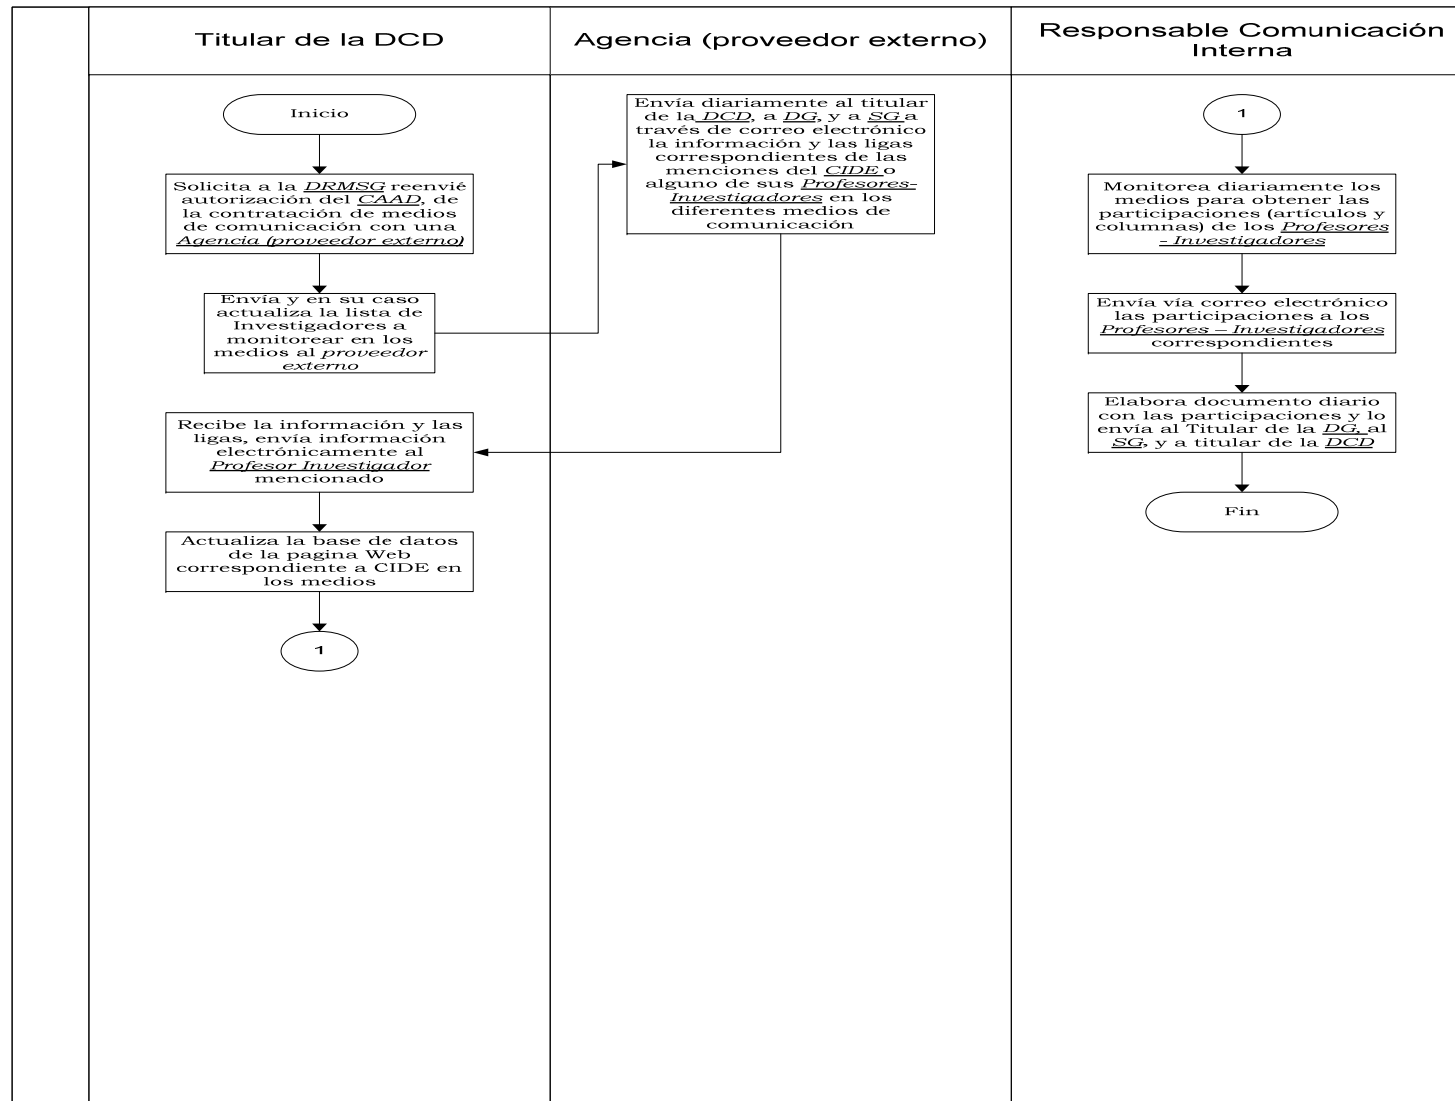 Titular de la DCD
Agencia (proveedor externo)
Responsable Comunicación
Interna
Inicio
Solicita a la DRMSG reenvié
autorización del CAAD, de
la contratación de medios
de comunicación con una
Agencia (proveedor externo)
Envía y en su caso
actualiza la lista de
Investigadores a
monitorear en los
medios al proveedor
externo
Recibe la información y las
ligas, envía información
electrónicamente al
Profesor Investigador
mencionado
Actualiza la base de datos
de la pagina Web
correspondiente a CIDE en
los medios
1
Envía diariamente al titular
de la DCD, a DG, y a SG a
través de correo electrónico
la información y las ligas
correspondientes de las
menciones del CIDE o
alguno de sus Profesores-
Investigadores en los
diferentes medios de
comunicación
1
Monitorea diariamente los
medios para obtener las
participaciones (artículos y
columnas) de los Profesores
- Investigadores
Envía vía correo electrónico
las participaciones a los
Profesores – Investigadores
correspondientes
Elabora documento diario
con las participaciones y lo
envía al Titular de la DG, al
SG, y a titular de la DCD
Fin